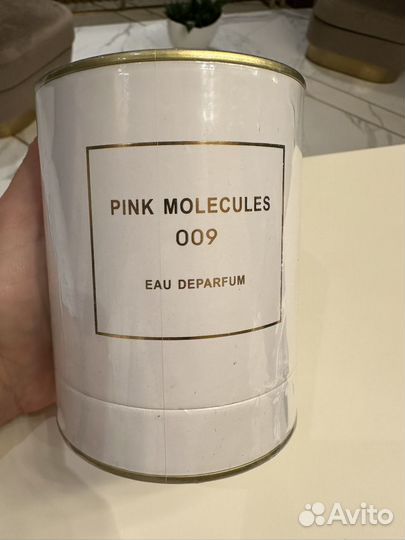 PINK MOLECULES
009
EAU DEPARFUM
Avito